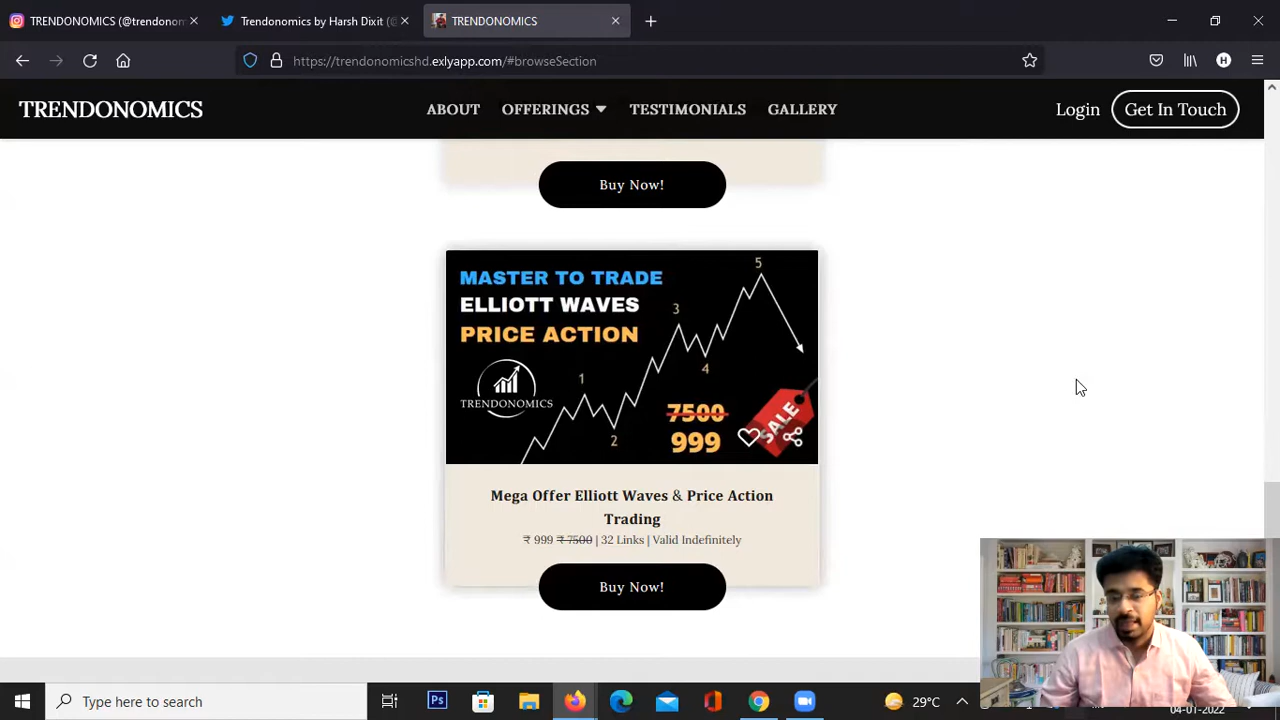 TRENDONOMICS (@trendonom
Trendonomics by Harsh Dixit (@
TRENDONOMICS
https://trendonomicshd.exlyapp.com/#browseSection
H
TRENDONOMICS
ABOUT
OFFERINGS
TESTIMONIALS
GALLERY
Login
Get In Touch
Buy Now!
MASTER TO TRADE
ELLIOTT WAVES
PRICE ACTION
TRENDONOMICS
1
2
3
4
5
7500
999
SALE
Mega Offer Elliott Waves & Price Action
Trading
₹ 999 ₹ 7500 | 32 Links | Valid Indefinitely
Buy Now!
Type here to search
Ps
29°C
04-01-2022